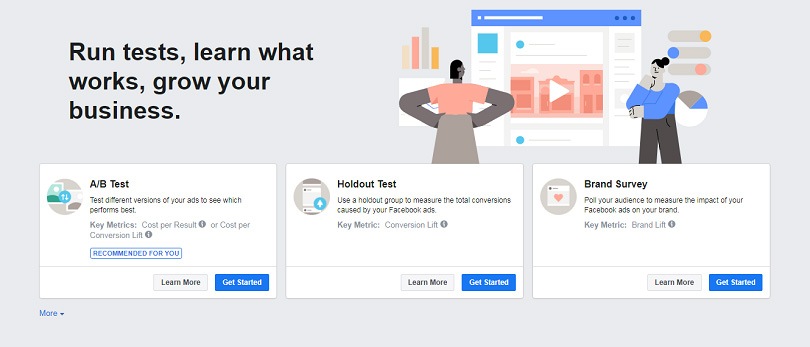 Run tests, learn what
works, grow your
business.
A/B Test
Test different versions of your ads to see which
performs best.
Key Metrics: Cost per Result or Cost per
Conversion Lift
RECOMMENDED FOR YOU
Learn More
Get Started
Holdout Test
Use a holdout group to measure the total conversions
caused by your Facebook ads.
Key Metric: Conversion Lift
Learn More
Get Started
Brand Survey
Poll your audience to measure the impact of your
Facebook ads on your brand.
Key Metric: Brand Lift
Learn More
Get Started
More